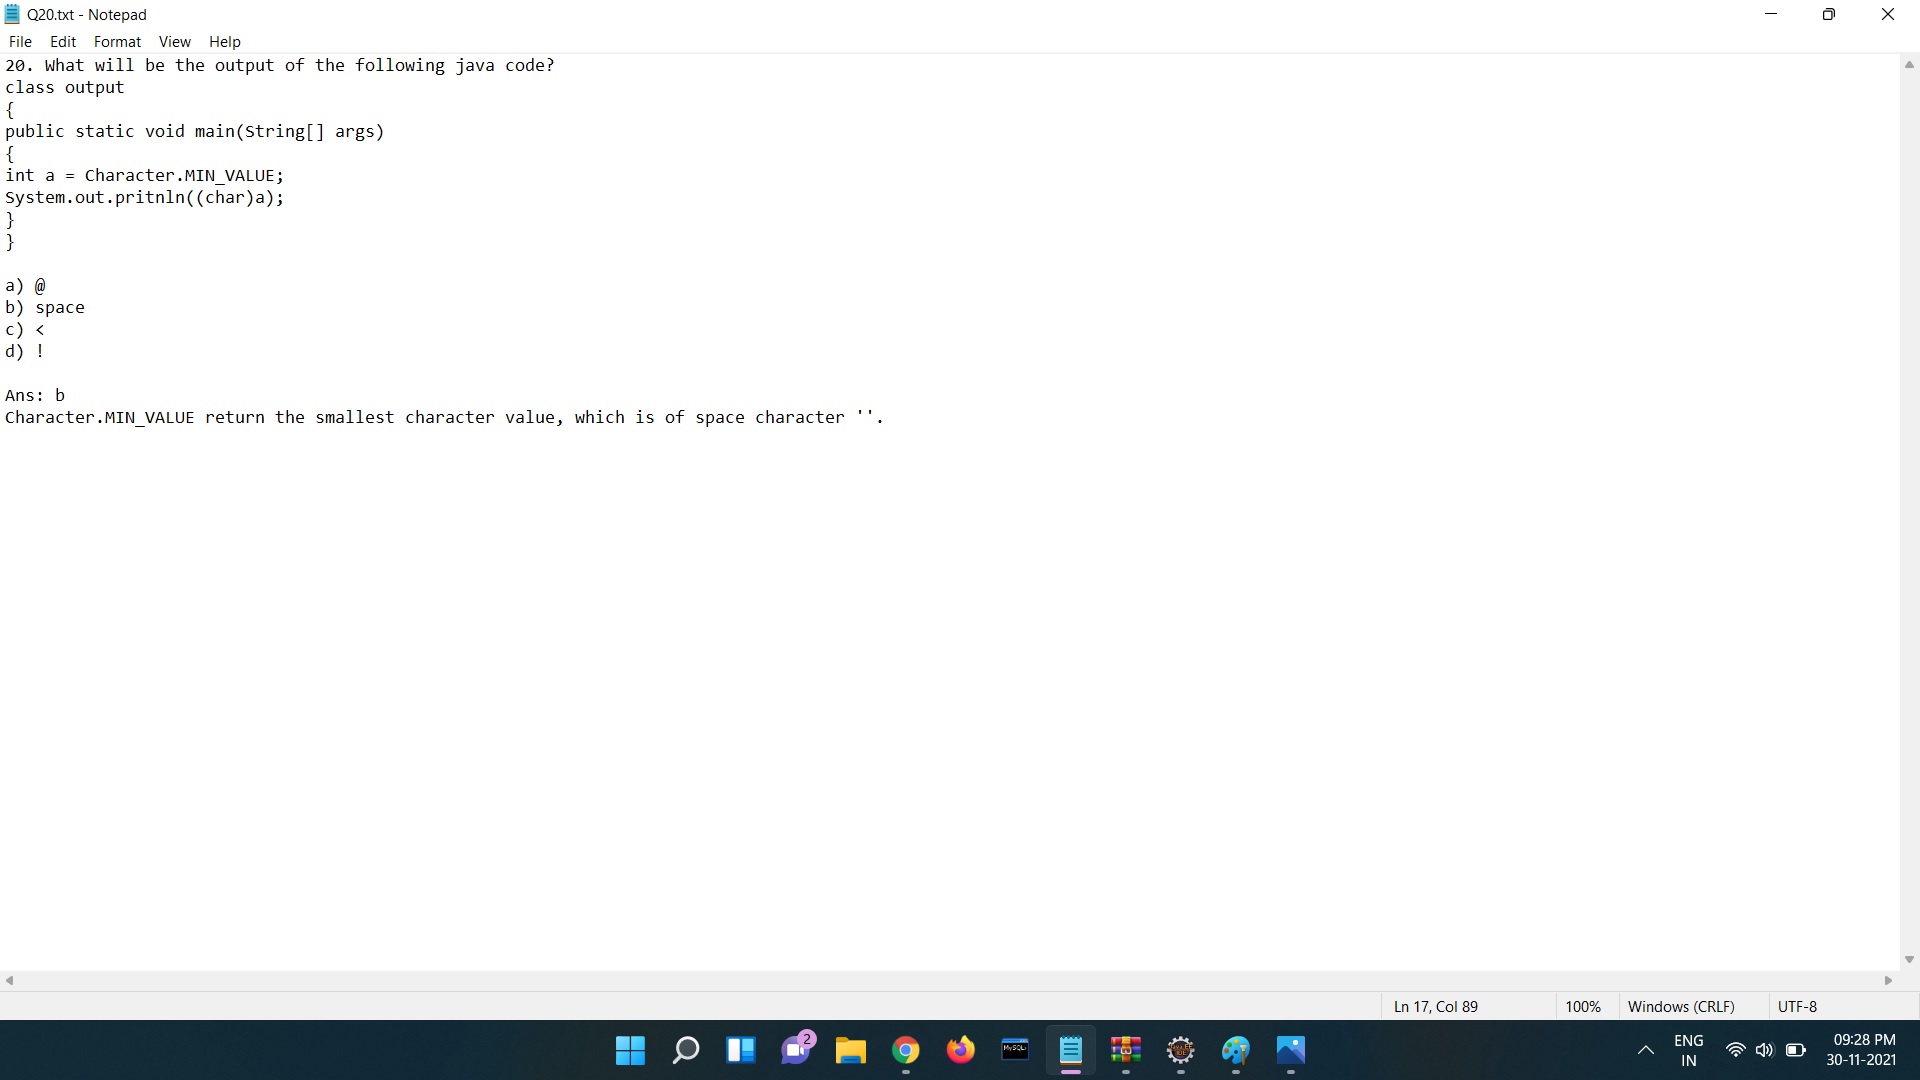 Q20.txt - Notepad
File Edit Format View Help
20. What will be the output of the following java code?
class output
{
public static void main(String[] args)
{
int a = Character.MIN_VALUE;
System.out.pritnln((char)a);
}
}
a) @
b) space
c) <
d) !
Ans: b
Character.MIN_VALUE return the smallest character value, which is of space character ''.
Ln 17, Col 89 100% Windows (CRLF) UTF-8
2
MySQL
ENG
IN
09:28 PM
30-11-2021